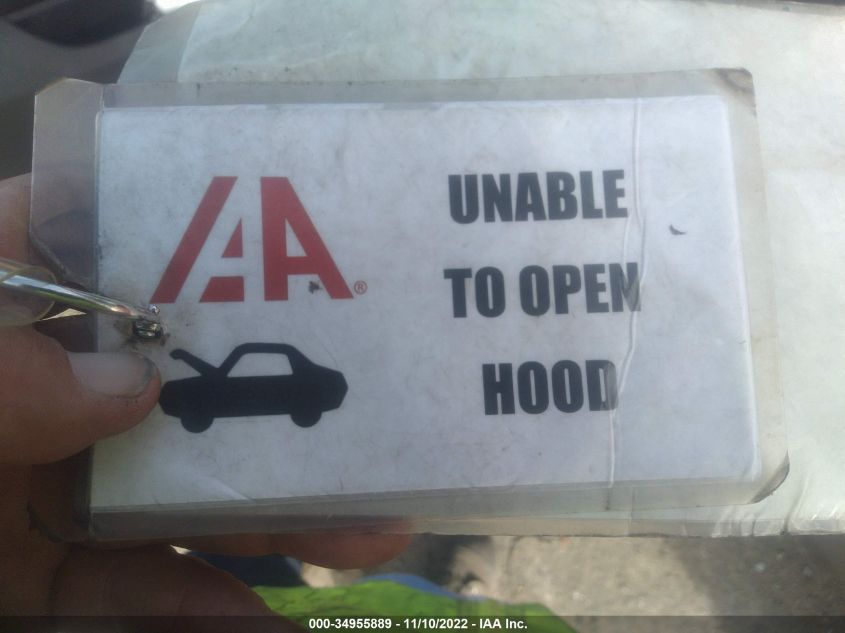 IAA®
UNABLE
TO OPEN
HOOD
000-34955889 - 11/10/2022 - IAA Inc.